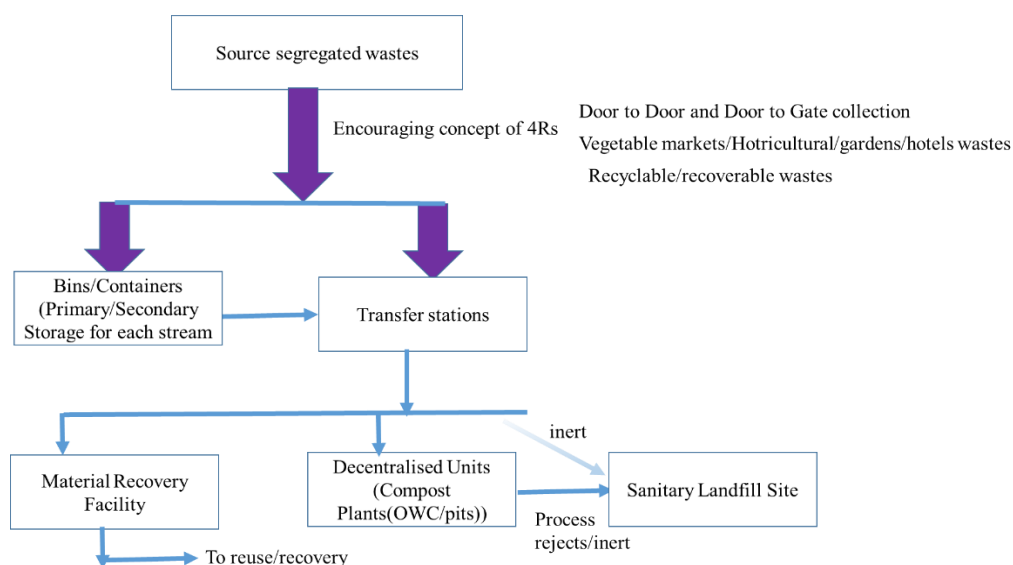 Source segregated wastes
Encouraging concept of 4Rs
Door to Door and Door to Gate collection
Vegetable markets/Hotricultural/gardens/hotels wastes
Recyclable/recoverable wastes
Bins/Containers
(Primary/Secondary
Storage for each stream
Transfer stations
inert
Material Recovery
Facility
Decentralised Units
(Compost
Plants(OWC/pits))
Sanitary Landfill Site
Process
rejects/inert
To reuse/recovery